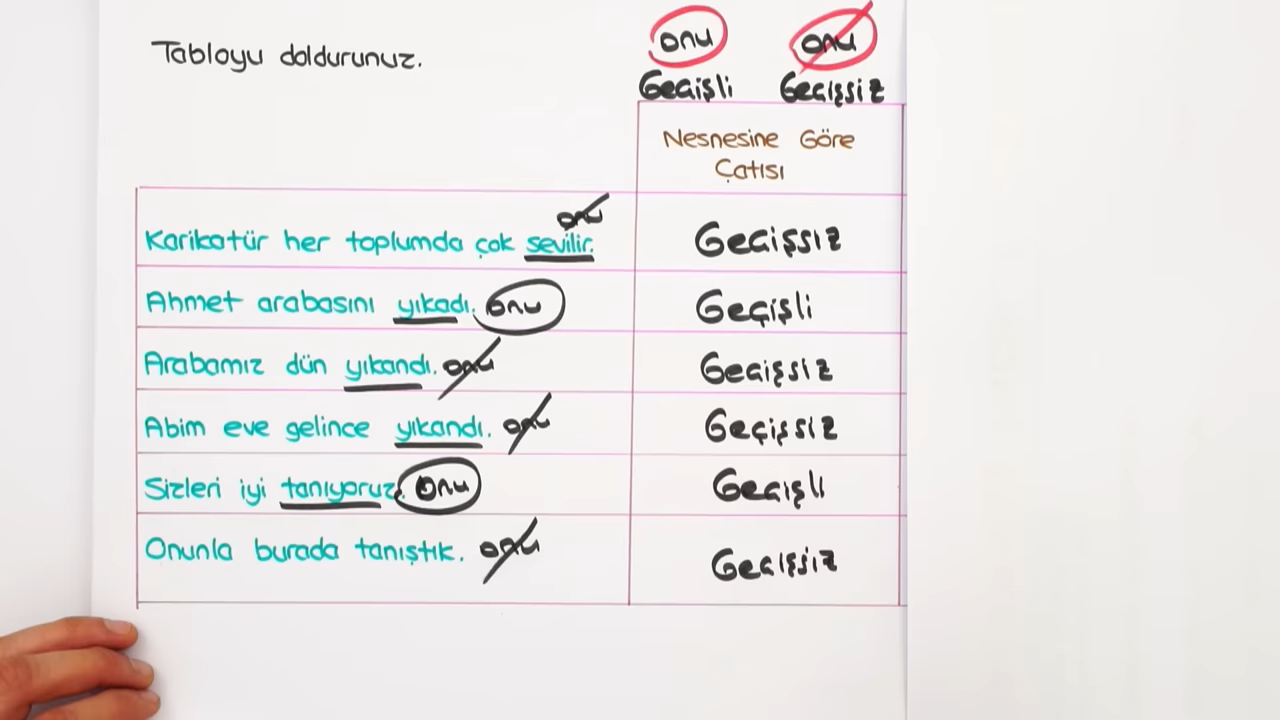 onu onu
Tabloyu doldurunuz.
Geçişli Geçişsiz
Nesnesine Göre
Çatısı
onu
Karikatür her toplumda çok sevilir. Geçişsiz
Ahmet arabasını yıkadı. onu Geçişli
Arabamız dün yıkandı. onu Geçişsiz
Abim eve gelince yıkandı. onu Geçişsiz
Sizleri iyi tanıyoruz. onu Geçişli
Onunla burada tanıştık. onu Geçişsiz